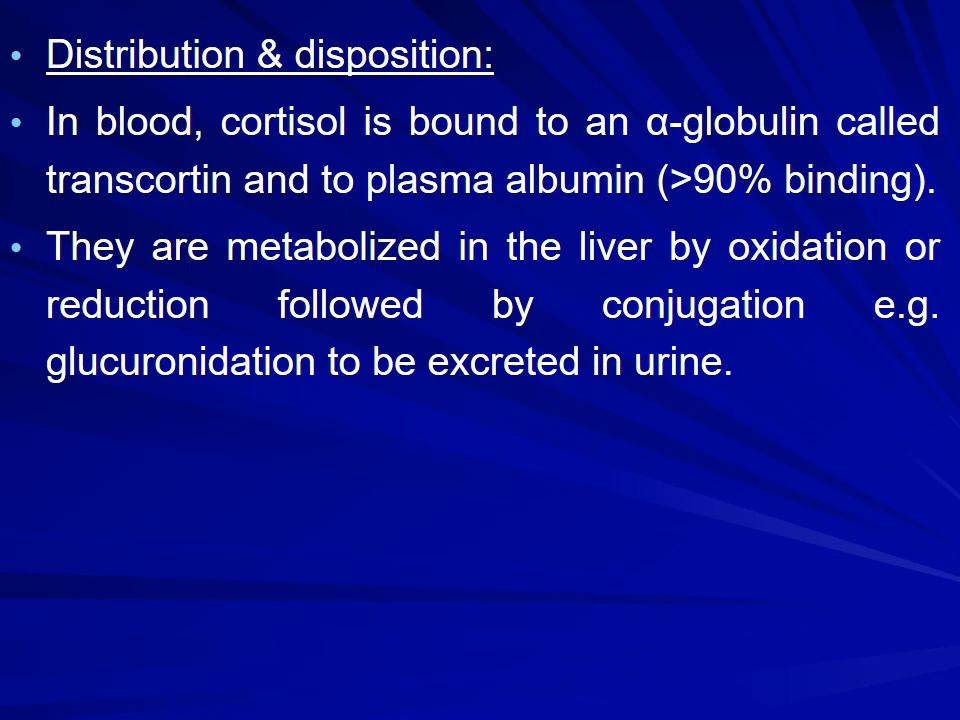 • Distribution & disposition:
• In blood, cortisol is bound to an α-globulin called
transcortin and to plasma albumin (>90% binding).
• They are metabolized in the liver by oxidation or
reduction followed by conjugation e.g.
glucuronidation to be excreted in urine.